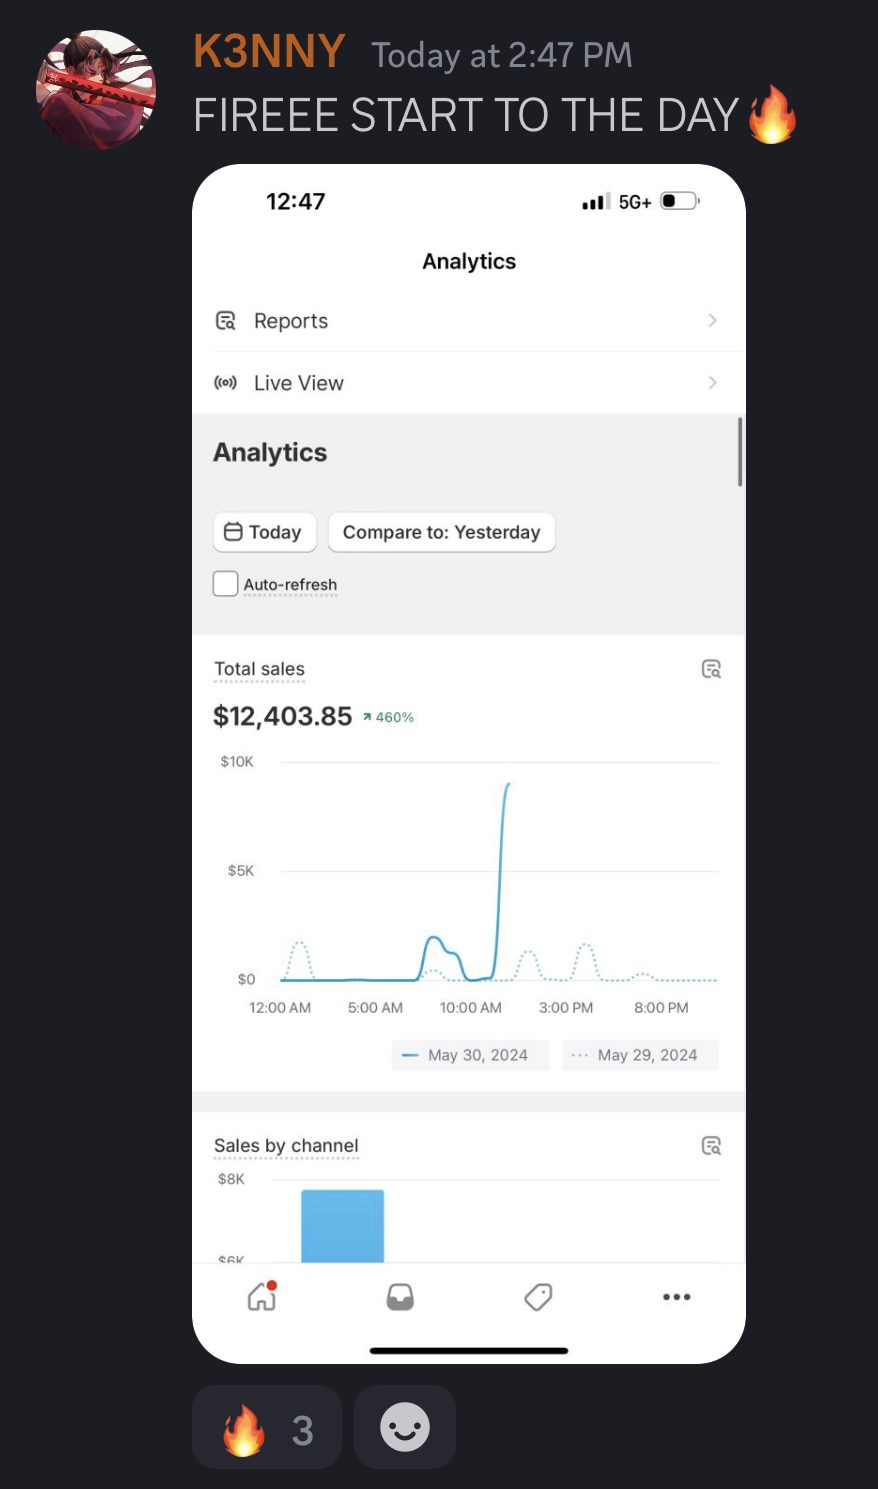 K3NNY Today at 2:47 PM
FIREEE START TO THE DAY🔥
12:47 5G+
Analytics
Reports
Live View
Analytics
Today Compare to: Yesterday
Auto-refresh
Total sales
$12,403.85 460%
$10K
$5K
$0
12:00 AM 5:00 AM 10:00 AM 3:00 PM 8:00 PM
May 30, 2024 May 29, 2024
Sales by channel
$8K
$6K
🔥 3